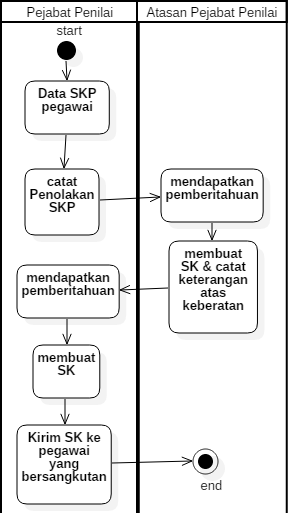 Pejabat Penilai
Atasan Pejabat Penilai
start
Data SKP
pegawai
catat
Penolakan
SKP
mendapatkan
pemberitahuan
membuat
SK & catat
keterangan
atas
keberatan
mendapatkan
pemberitahuan
membuat
SK
Kirim SK ke
pegawai
yang
bersangkutan
end